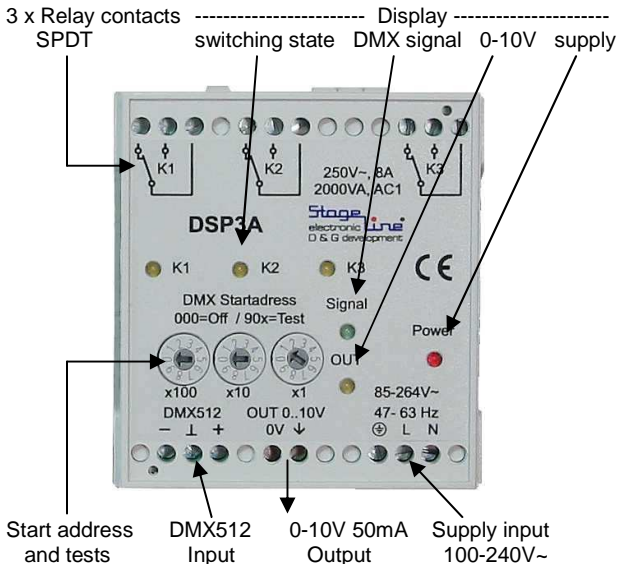 3 x Relay contacts Display
SPDT switching state DMX signal 0-10V supply
K1 K2 K3
250V~, 8A
2000VA, AC1
DSP3A
Stage Line
electronic
D & G development
K1 K2 K3 CE
DMX Startadress
000=Off / 90x=Test
Signal
Power
OUT
x100 x10 x1
85-264V~
DMX512 OUT 0..10V 47- 63 Hz
− ⊥ + 0V ↓ L N
Start address DMX512 0-10V 50mA Supply input
and tests Input Output 100-240V~